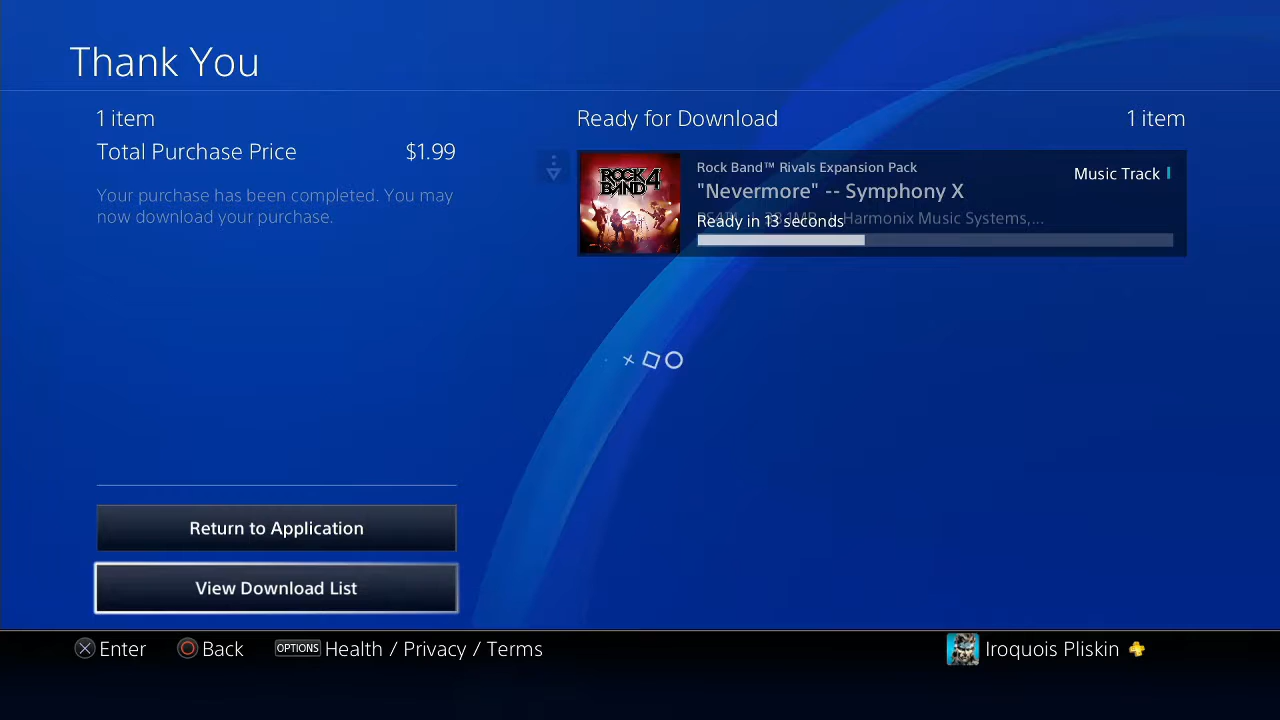 Thank You
1 item
Total Purchase Price $1.99
Your purchase has been completed. You may
now download your purchase.
Ready for Download 1 item
ROCK
BAND 4
Rock Band™ Rivals Expansion Pack
"Nevermore" -- Symphony X
Music Track
Harmonix Music Systems,...
Ready in 13 seconds
Return to Application
View Download List
Enter
Back
OPTIONS Health / Privacy / Terms
Iroquois Pliskin